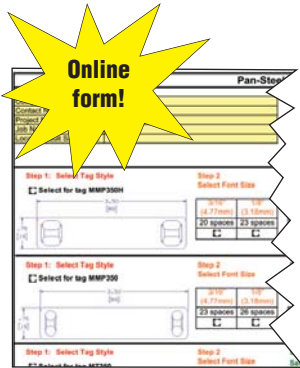 Online
form!
Pan-Steel
Contact
Project
Job N
Step 1: Select Tag Style
Step 2
Select Font Size
Select for tag MMP350H
3/16" 1/8"
(4.77mm) (3.18mm)
20 spaces 23 spaces
Step 1: Select Tag Style
Step 2
Select Font Size
Select for tag MMP350
3/16" 1/8"
(4.77mm) (3.18mm)
23 spaces 26 spaces
Step 1: Select Tag Style
Step 2
Select Font Size